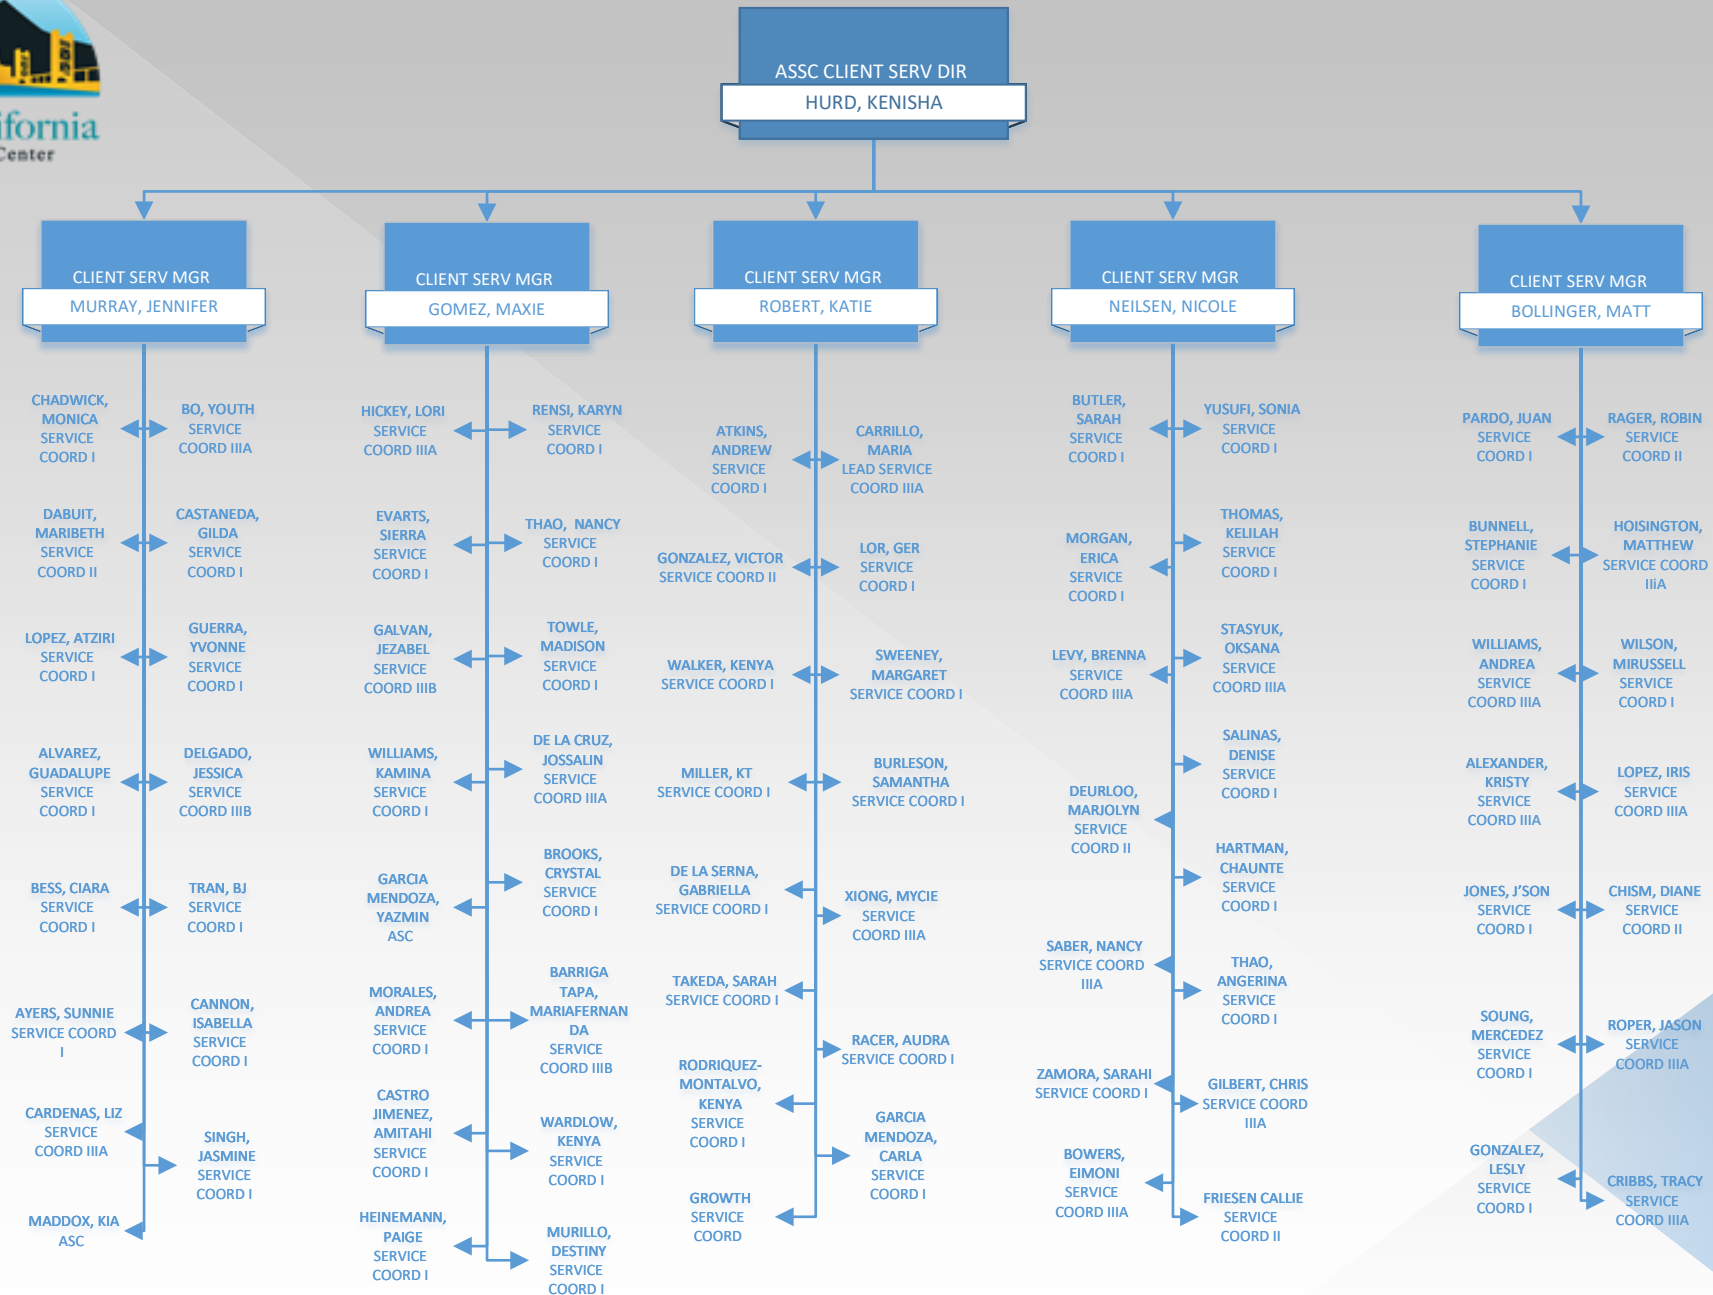 ifornia
Center
ASSC CLIENT SERV DIR
HURD, KENISHA
CLIENT SERV MGR
MURRAY, JENNIFER
CHADWICK,
MONICA
SERVICE
COORD I
BO, YOUTH
SERVICE
COORD IIIA
DABUIT,
MARIBETH
SERVICE
COORD II
CASTANEDA,
GILDA
SERVICE
COORD I
LOPEZ, ATZIRI
SERVICE
COORD I
GUERRA,
YVONNE
SERVICE
COORD I
ALVAREZ,
GUADALUPE
SERVICE
COORD I
DELGADO,
JESSICA
SERVICE
COORD IIIB
BESS, CIARA
SERVICE
COORD I
TRAN, BJ
SERVICE
COORD I
AYERS, SUNNIE
SERVICE COORD
I
CANNON,
ISABELLA
SERVICE
COORD I
CARDENAS, LIZ
SERVICE
COORD IIIA
SINGH,
JASMINE
SERVICE
COORD I
MADDOX, KIA
ASC
CLIENT SERV MGR
GOMEZ, MAXIE
HICKEY, LORI
SERVICE
COORD IIIA
RENSI, KARYN
SERVICE
COORD I
EVARTS,
SIERRA
SERVICE
COORD I
THAO,  NANCY
SERVICE
COORD I
GALVAN,
JEZABEL
SERVICE
COORD IIIB
TOWLE,
MADISON
SERVICE
COORD I
WILLIAMS,
KAMINA
SERVICE
COORD I
DE LA CRUZ,
JOSSALIN
SERVICE
COORD IIIA
GARCIA
MENDOZA,
YAZMIN
ASC
BROOKS,
CRYSTAL
SERVICE
COORD I
MORALES,
ANDREA
SERVICE
COORD I
BARRIGA
TAPA,
MARIAFERNAN
DA
SERVICE
COORD IIIB
CASTRO
JIMENEZ,
AMITAHI
SERVICE
COORD I
WARDLOW,
KENYA
SERVICE
COORD I
HEINEMANN,
PAIGE
SERVICE
COORD I
MURILLO,
DESTINY
SERVICE
COORD I
CLIENT SERV MGR
ROBERT, KATIE
ATKINS,
ANDREW
SERVICE
COORD I
CARRILLO,
MARIA
LEAD SERVICE
COORD IIIA
GONZALEZ, VICTOR
SERVICE COORD II
LOR, GER
SERVICE
COORD I
WALKER, KENYA
SERVICE COORD I
SWEENEY,
MARGARET
SERVICE COORD I
MILLER, KT
SERVICE COORD I
BURLESON,
SAMANTHA
SERVICE COORD I
DE LA SERNA,
GABRIELLA
SERVICE COORD I
XIONG, MYCIE
SERVICE
COORD IIIA
TAKEDA, SARAH
SERVICE COORD I
RACER, AUDRA
SERVICE COORD I
RODRIQUEZ-
MONTALVO,
KENYA
SERVICE
COORD I
GARCIA
MENDOZA,
CARLA
SERVICE
COORD I
GROWTH
SERVICE
COORD
CLIENT SERV MGR
NEILSEN, NICOLE
BUTLER,
SARAH
SERVICE
COORD I
YUSUFI, SONIA
SERVICE
COORD I
MORGAN,
ERICA
SERVICE
COORD I
THOMAS,
KELILAH
SERVICE
COORD I
LEVY, BRENNA
SERVICE
COORD IIIA
STASYUK,
OKSANA
SERVICE
COORD IIIA
DEURLOO,
MARJOLYN
SERVICE
COORD II
SALINAS,
DENISE
SERVICE
COORD I
HARTMAN,
CHAUNTE
SERVICE
COORD I
SABER, NANCY
SERVICE COORD
IIIA
THAO,
ANGERINA
SERVICE
COORD I
ZAMORA, SARAHI
SERVICE COORD I
GILBERT, CHRIS
SERVICE COORD
IIIA
BOWERS,
EIMONI
SERVICE
COORD IIIA
FRIESEN CALLIE
SERVICE
COORD II
CLIENT SERV MGR
BOLLINGER, MATT
PARDO, JUAN
SERVICE
COORD I
RAGER, ROBIN
SERVICE
COORD II
BUNNELL,
STEPHANIE
SERVICE
COORD I
HOISINGTON,
MATTHEW
SERVICE COORD
IIiA
WILLIAMS,
ANDREA
SERVICE
COORD IIIA
WILSON,
MIRUSSELL
SERVICE
COORD I
ALEXANDER,
KRISTY
SERVICE
COORD IIIA
LOPEZ, IRIS
SERVICE
COORD IIIA
JONES, J'SON
SERVICE
COORD I
CHISM, DIANE
SERVICE
COORD II
SOUNG,
MERCEDEZ
SERVICE
COORD I
ROPER, JASON
SERVICE
COORD IIIA
GONZALEZ,
LESLY
SERVICE
COORD I
CRIBBS, TRACY
SERVICE
COORD IIIA